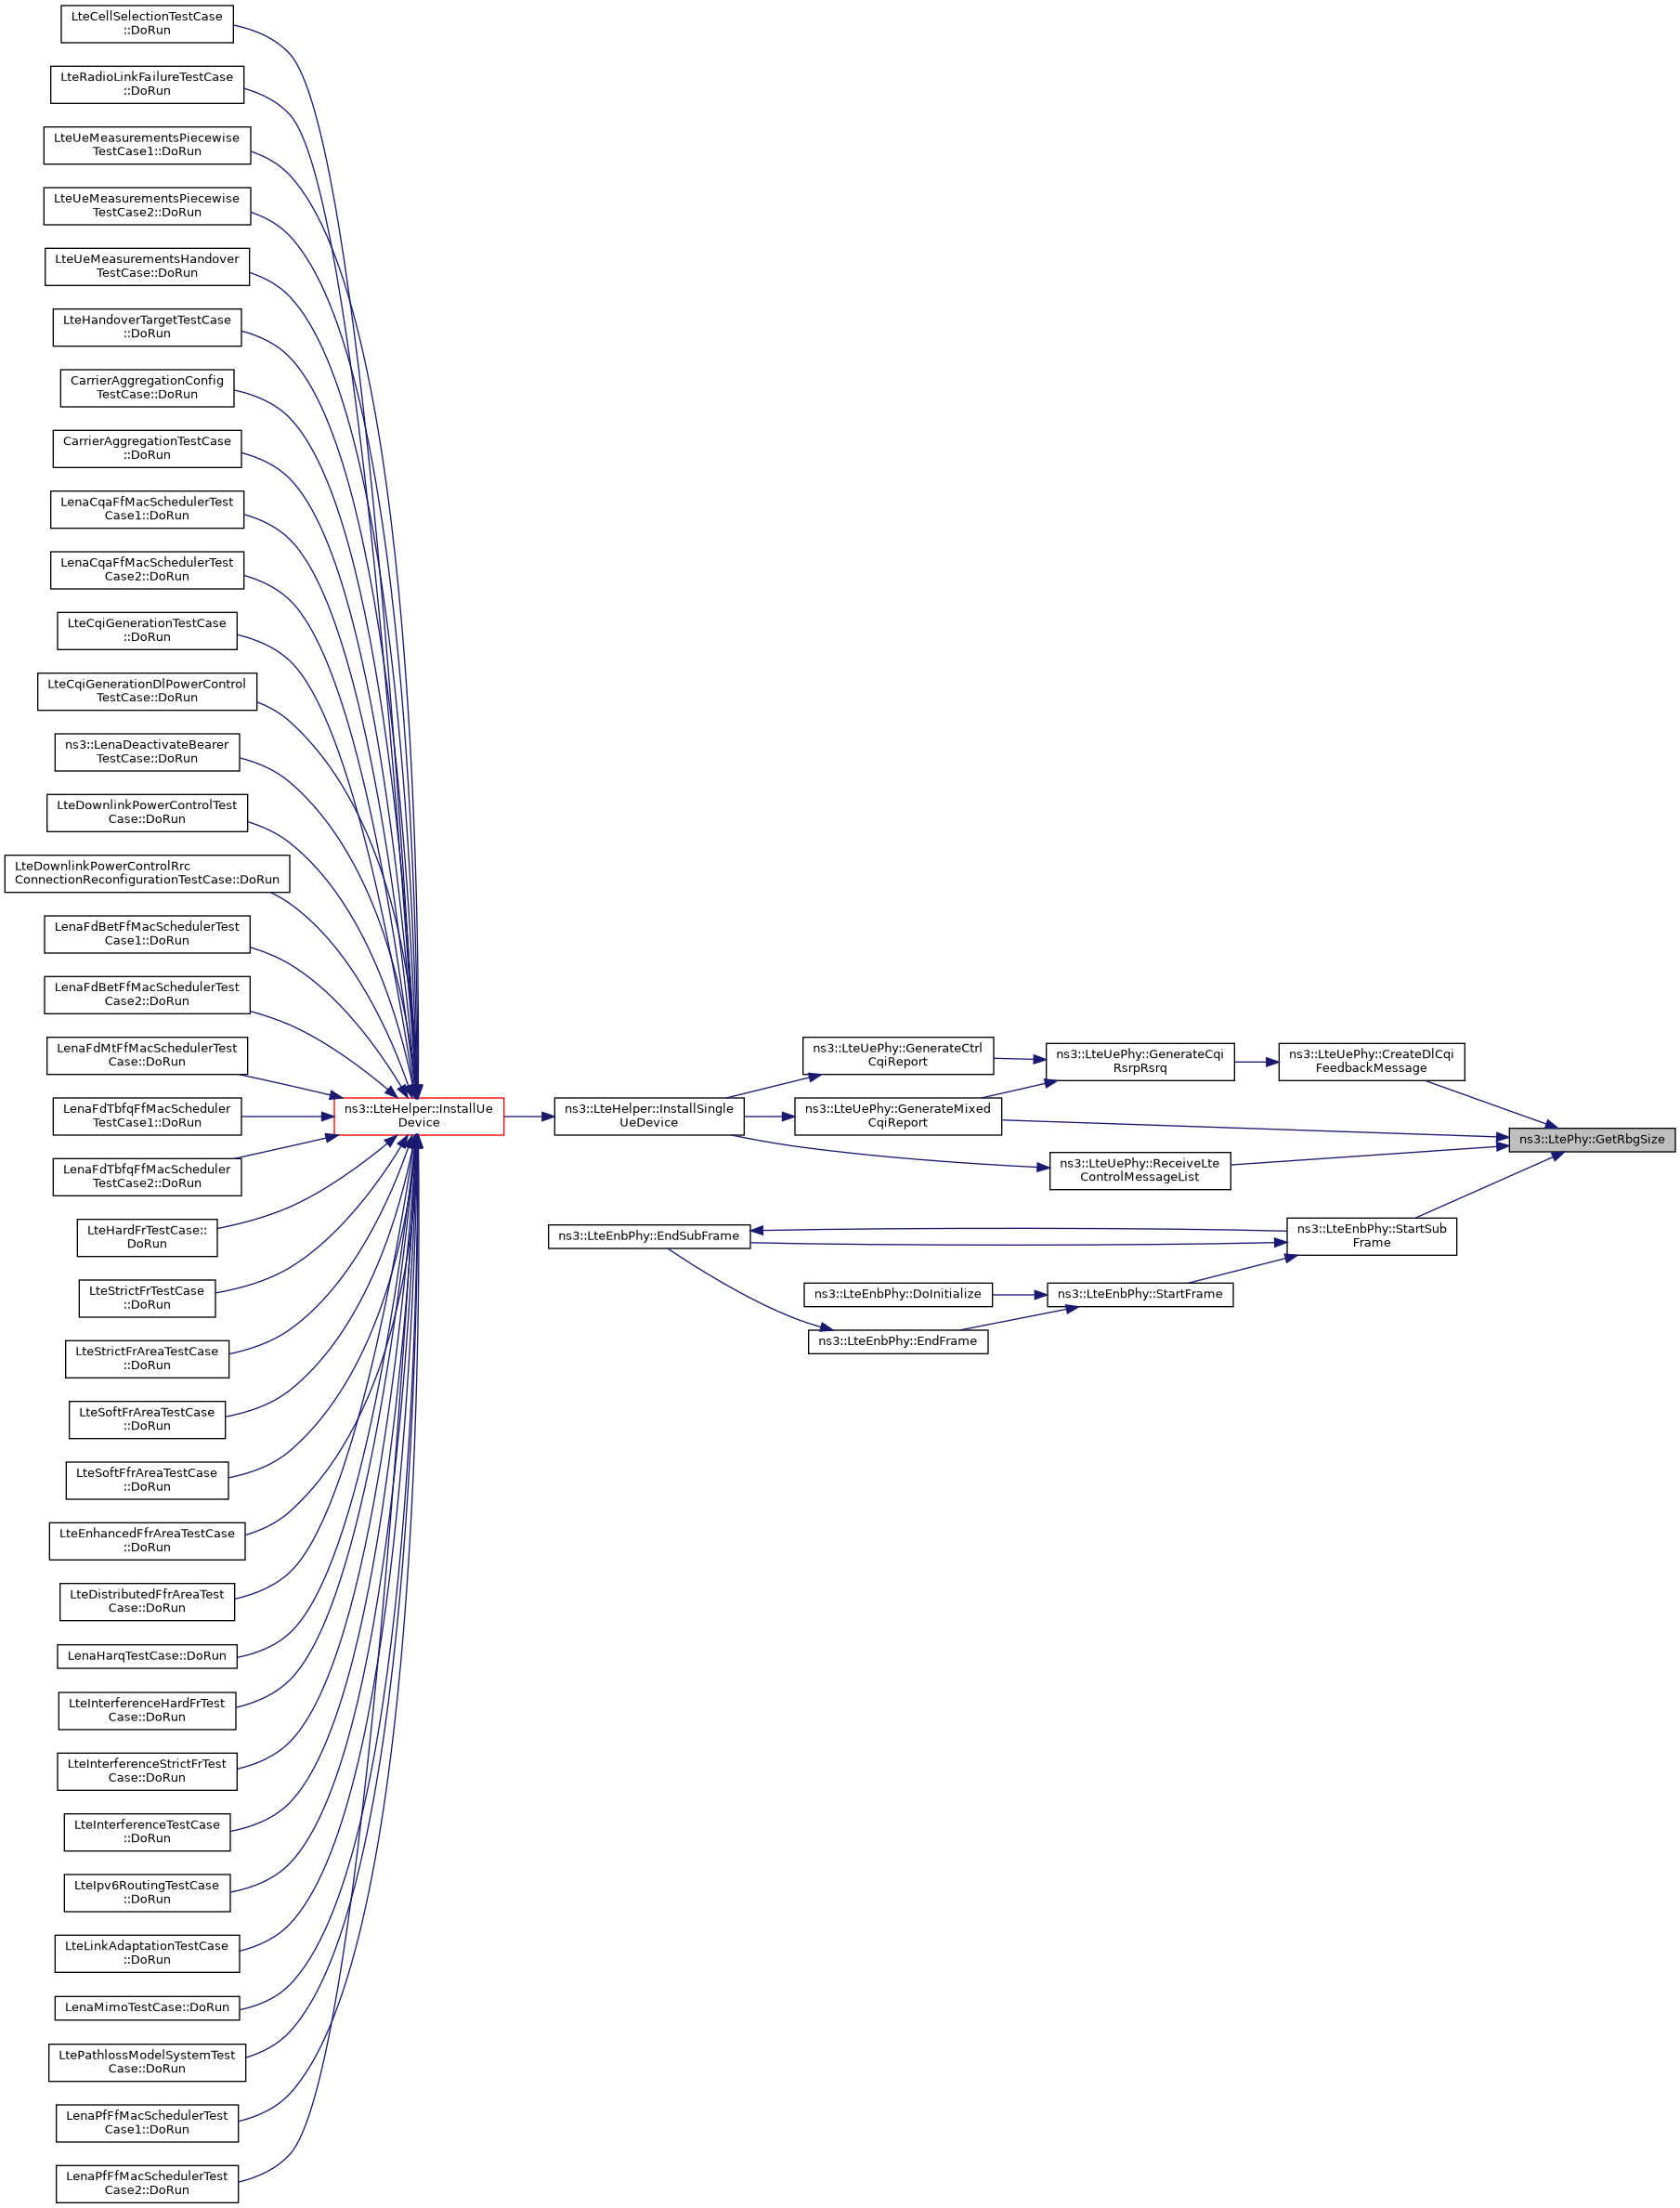 LteCellSelectionTestCase
::DoRun
LteRadioLinkFailureTestCase
::DoRun
LteUeMeasurementsPiecewise
TestCase1::DoRun
LteUeMeasurementsPiecewise
TestCase2::DoRun
LteUeMeasurementsHandover
TestCase::DoRun
LteHandoverTargetTestCase
::DoRun
CarrierAggregationConfig
TestCase::DoRun
CarrierAggregationTestCase
::DoRun
LenaCqaFfMacSchedulerTest
Case1::DoRun
LenaCqaFfMacSchedulerTest
Case2::DoRun
LteCqiGenerationTestCase
::DoRun
LteCqiGenerationDlPowerControl
TestCase::DoRun
ns3::LenaDeactivateBearer
TestCase::DoRun
LteDownlinkPowerControlTest
Case::DoRun
LteDownlinkPowerControlRrc
ConnectionReconfigurationTestCase::DoRun
LenaFdBetFfMacSchedulerTest
Case1::DoRun
LenaFdBetFfMacSchedulerTest
Case2::DoRun
LenaFdMtFfMacSchedulerTest
Case::DoRun
LenaFdTbfqFfMacScheduler
TestCase1::DoRun
LenaFdTbfqFfMacScheduler
TestCase2::DoRun
LteHardFrTestCase::
DoRun
LteStrictFrTestCase
::DoRun
LteStrictFrAreaTestCase
::DoRun
LteSoftFrAreaTestCase
::DoRun
LteSoftFfrAreaTestCase
::DoRun
LteEnhancedFfrAreaTestCase
::DoRun
LteDistributedFfrAreaTest
Case::DoRun
LenaHarqTestCase::DoRun
LteInterferenceHardFrTest
Case::DoRun
LteInterferenceStrictFrTest
Case::DoRun
LteInterferenceTestCase
::DoRun
LteIpv6RoutingTestCase
::DoRun
LteLinkAdaptationTestCase
::DoRun
LenaMimoTestCase::DoRun
LtePathlossModelSystemTest
Case::DoRun
LenaPfFfMacSchedulerTest
Case1::DoRun
LenaPfFfMacSchedulerTest
Case2::DoRun
ns3::LteHelper::InstallUe
Device
ns3::LteHelper::InstallSingle
UeDevice
ns3::LteEnbPhy::EndSubFrame
ns3::LteUePhy::GenerateCtrl
CqiReport
ns3::LteUePhy::GenerateMixed
CqiReport
ns3::LteEnbPhy::DoInitialize
ns3::LteEnbPhy::EndFrame
ns3::LteUePhy::GenerateCqi
RsrpRsrq
ns3::LteUePhy::ReceiveLte
ControlMessageList
ns3::LteEnbPhy::StartFrame
ns3::LteUePhy::CreateDlCqi
FeedbackMessage
ns3::LteEnbPhy::StartSub
Frame
ns3::LtePhy::GetRbgSize